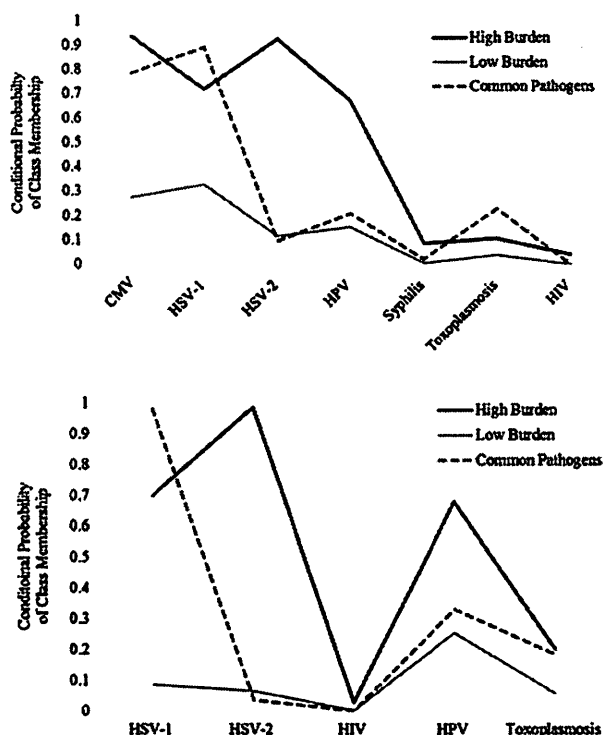 1
0.9
0.8
0.7
0.6
0.5
0.4
0.3
0.2
0.1
0
Conditional Probabilty
of Class Membership
High Burden
Low Burden
Common Pathogens
CMV
HSV-1
HSV-2
HPV
Syphilis
Toxoplasmosis
HIV
1
0.9
0.8
0.7
0.6
0.5
0.4
0.3
0.2
0.1
0
Conditoinal Probability
of Class Membership
High Burden
Low Burden
Common Pathogens
HSV-1 HSV-2 HIV HPV Toxoplasmosis